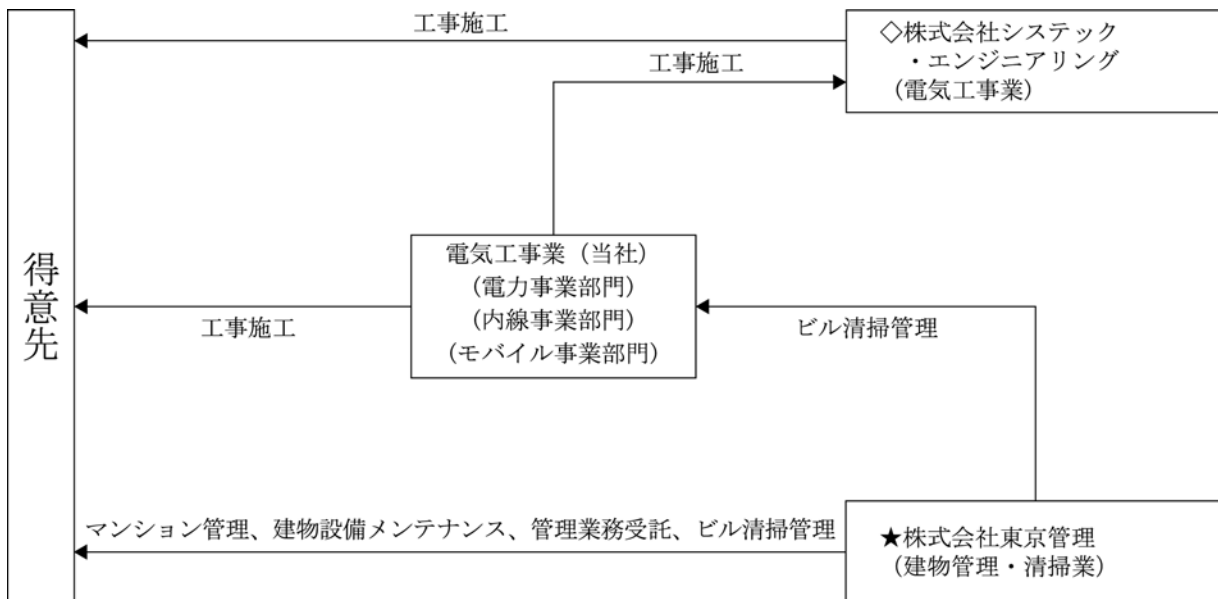 工事施工
◇株式会社システック
・エンジニアリング
(電気工事業)
工事施工
得意先
電気工事業(当社)
(電力事業部門)
(内線事業部門)
(モバイル事業部門)
工事施工
ビル清掃管理
マンション管理、建物設備メンテナンス、管理業務受託、ビル清掃管理
★株式会社東京管理
(建物管理・清掃業)